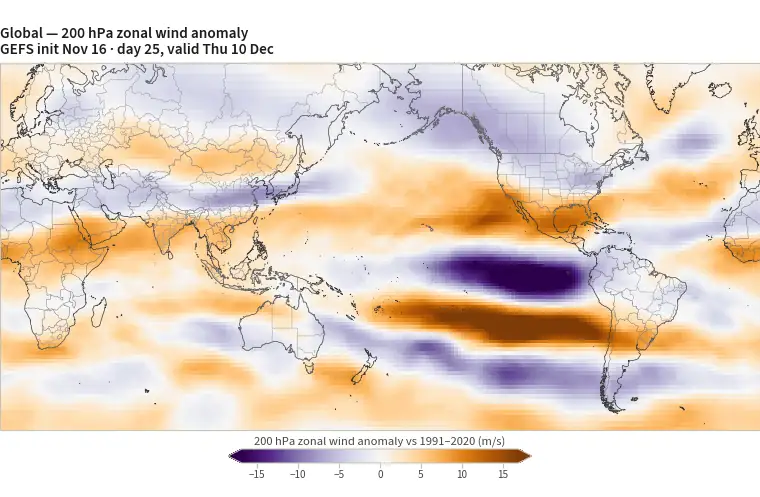 Global — 200 hPa zonal wind anomaly
GEFS init Nov 16 · day 25, valid Thu 10 Dec
200 hPa zonal wind anomaly vs 1991–2020 (m/s)
−15 −10 −5 0 5 10 15